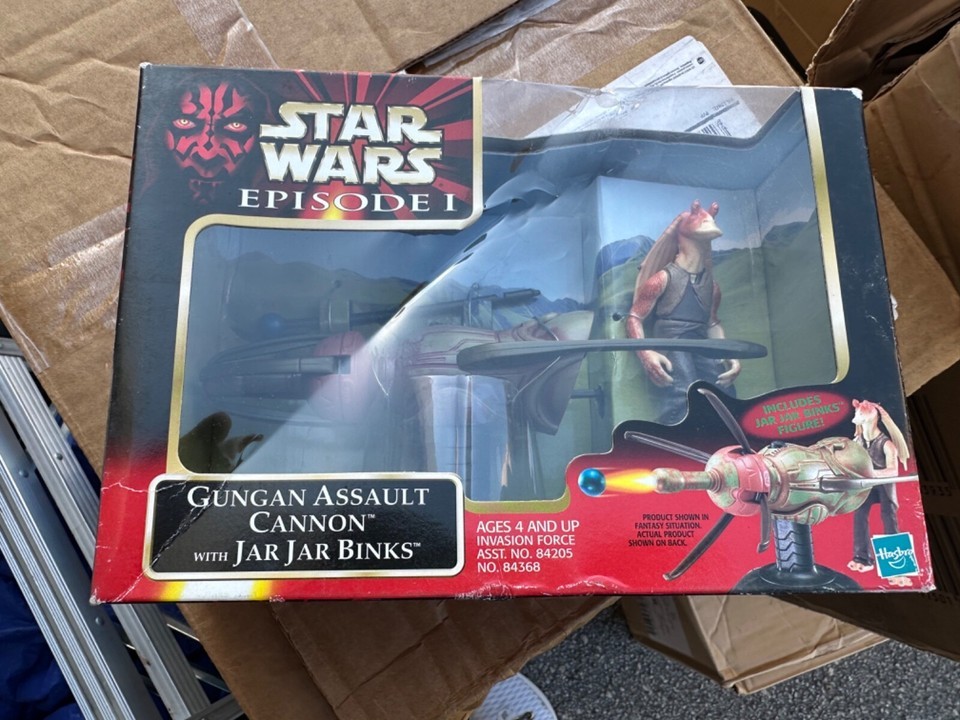 STAR
WARS
EPISODE I
INCLUDES
JAR JAR BINKS™
FIGURE!
GUNGAN ASSAULT
CANNON™
WITH JAR JAR BINKS™
AGES 4 AND UP
INVASION FORCE
ASST. NO. 84205
NO. 84368
PRODUCT SHOWN IN
FANTASY SITUATION.
ACTUAL PRODUCT
SHOWN ON BACK.
Hasbro